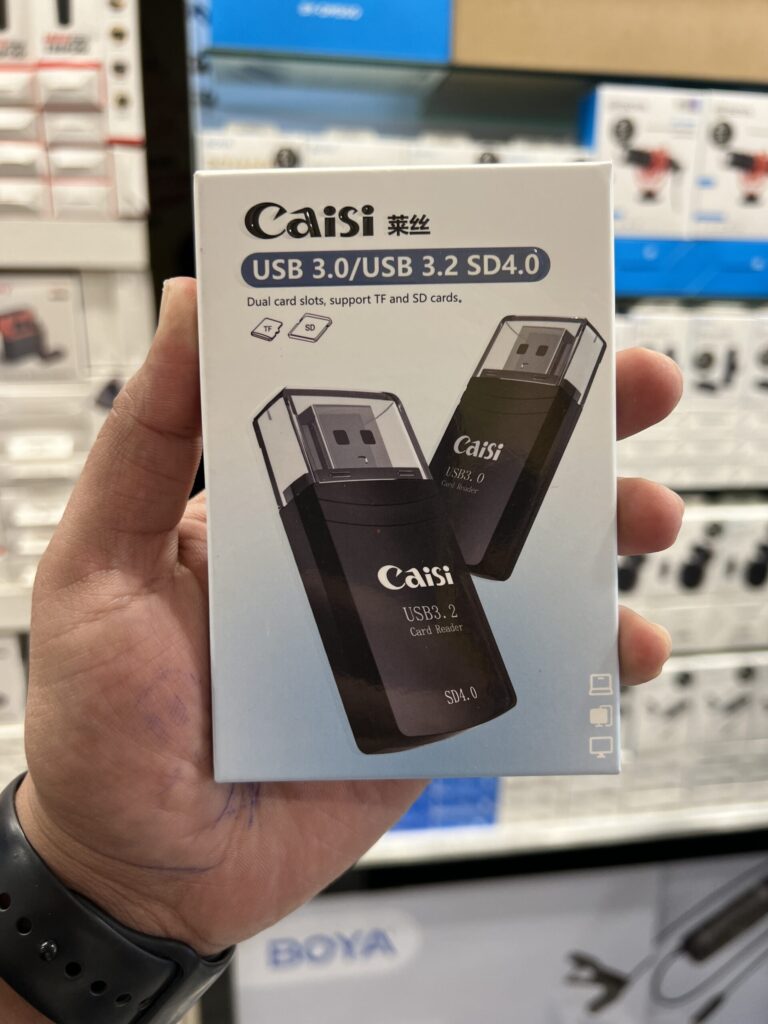 Caisi 莱丝
USB 3.0/USB 3.2 SD4.0
Dual card slots, support TF and SD cards。
TF SD
Caisi
USB3.0
Card Reader
Caisi
USB3.2
Card Reader
SD4.0
BOYA